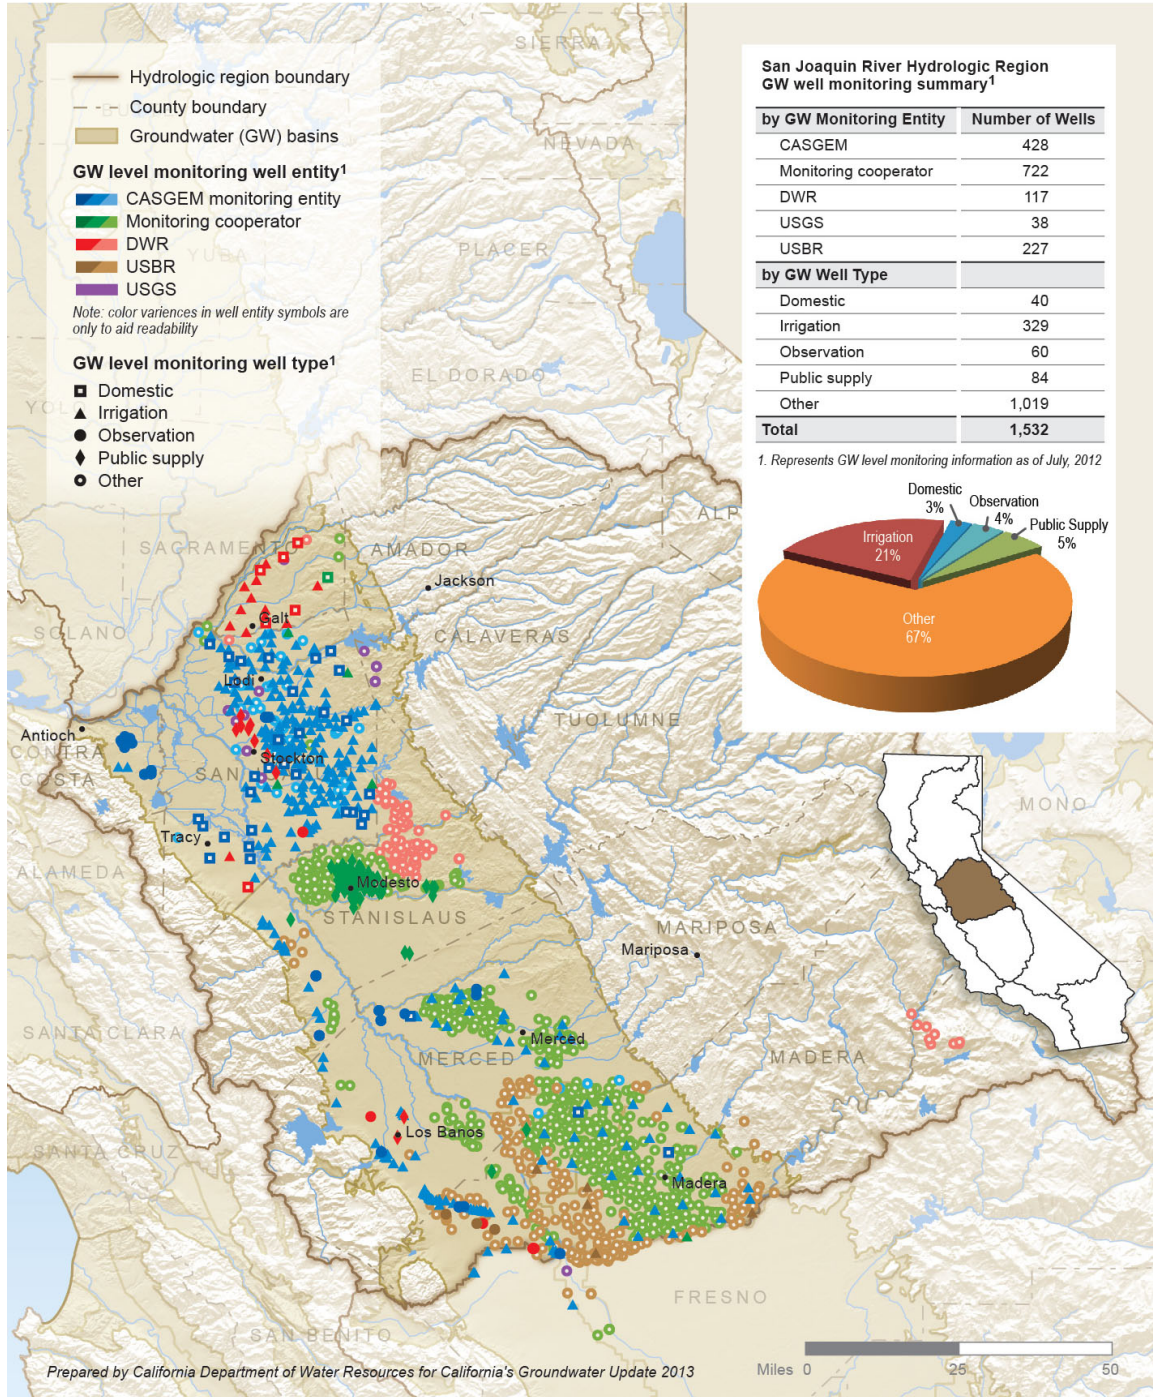 Hydrologic region boundary
County boundary
Groundwater (GW) basins
GW level monitoring well entity1
CASGEM monitoring entity
Monitoring cooperator
DWR
USBR
USGS
Note: color variences in well entity symbols are
only to aid readability
GW level monitoring well type1
Domestic
Irrigation
Observation
Public supply
Other
San Joaquin River Hydrologic Region
GW well monitoring summary1
by GW Monitoring Entity Number of Wells
CASGEM 428
Monitoring cooperator 722
DWR 117
USGS 38
USBR 227
by GW Well Type
Domestic 40
Irrigation 329
Observation 60
Public supply 84
Other 1,019
Total 1,532
1. Represents GW level monitoring information as of July, 2012
Domestic
3%
Observation
4%
Public Supply
5%
Irrigation
21%
Other
67%
SIERRA
NEVADA
YUBA
PLACER
EL DORADO
YOLO
ALP
SACRAMENTO
AMADOR
Jackson
Galt
SOLANO
CALAVERAS
Lodi
Antioch
CONTRA
COSTA
TUOLUMNE
Stockton
MONO
Tracy
ALAMEDA
Modesto
STANISLAUS
MARIPOSA
Mariposa
SANTA CLARA
Merced
MERCED
MADERA
Los Banos
SANTA CRUZ
Madera
FRESNO
SAN BENITO
Prepared by California Department of Water Resources for California's Groundwater Update 2013
Miles 0 25 50